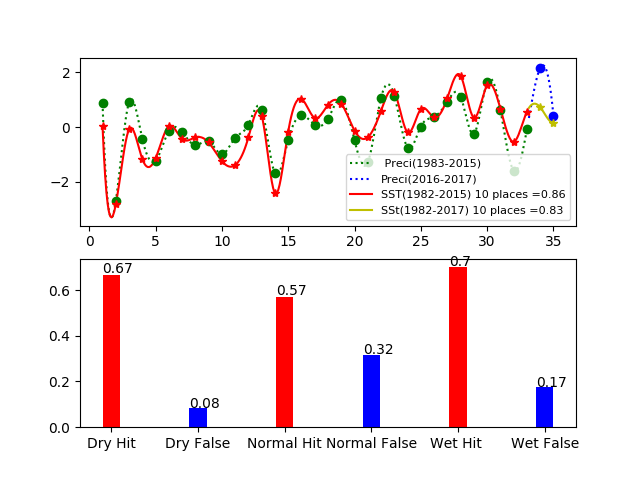 2
0
−2
0
5
10
15
20
25
30
35
Preci(1983-2015)
Preci(2016-2017)
SST(1982-2015) 10 places =0.86
SSt(1982-2017) 10 places =0.83
0.6
0.4
0.2
0.0
0.67
0.08
0.57
0.32
0.7
0.17
Dry Hit
Dry False
Normal Hit
Normal False
Wet Hit
Wet False